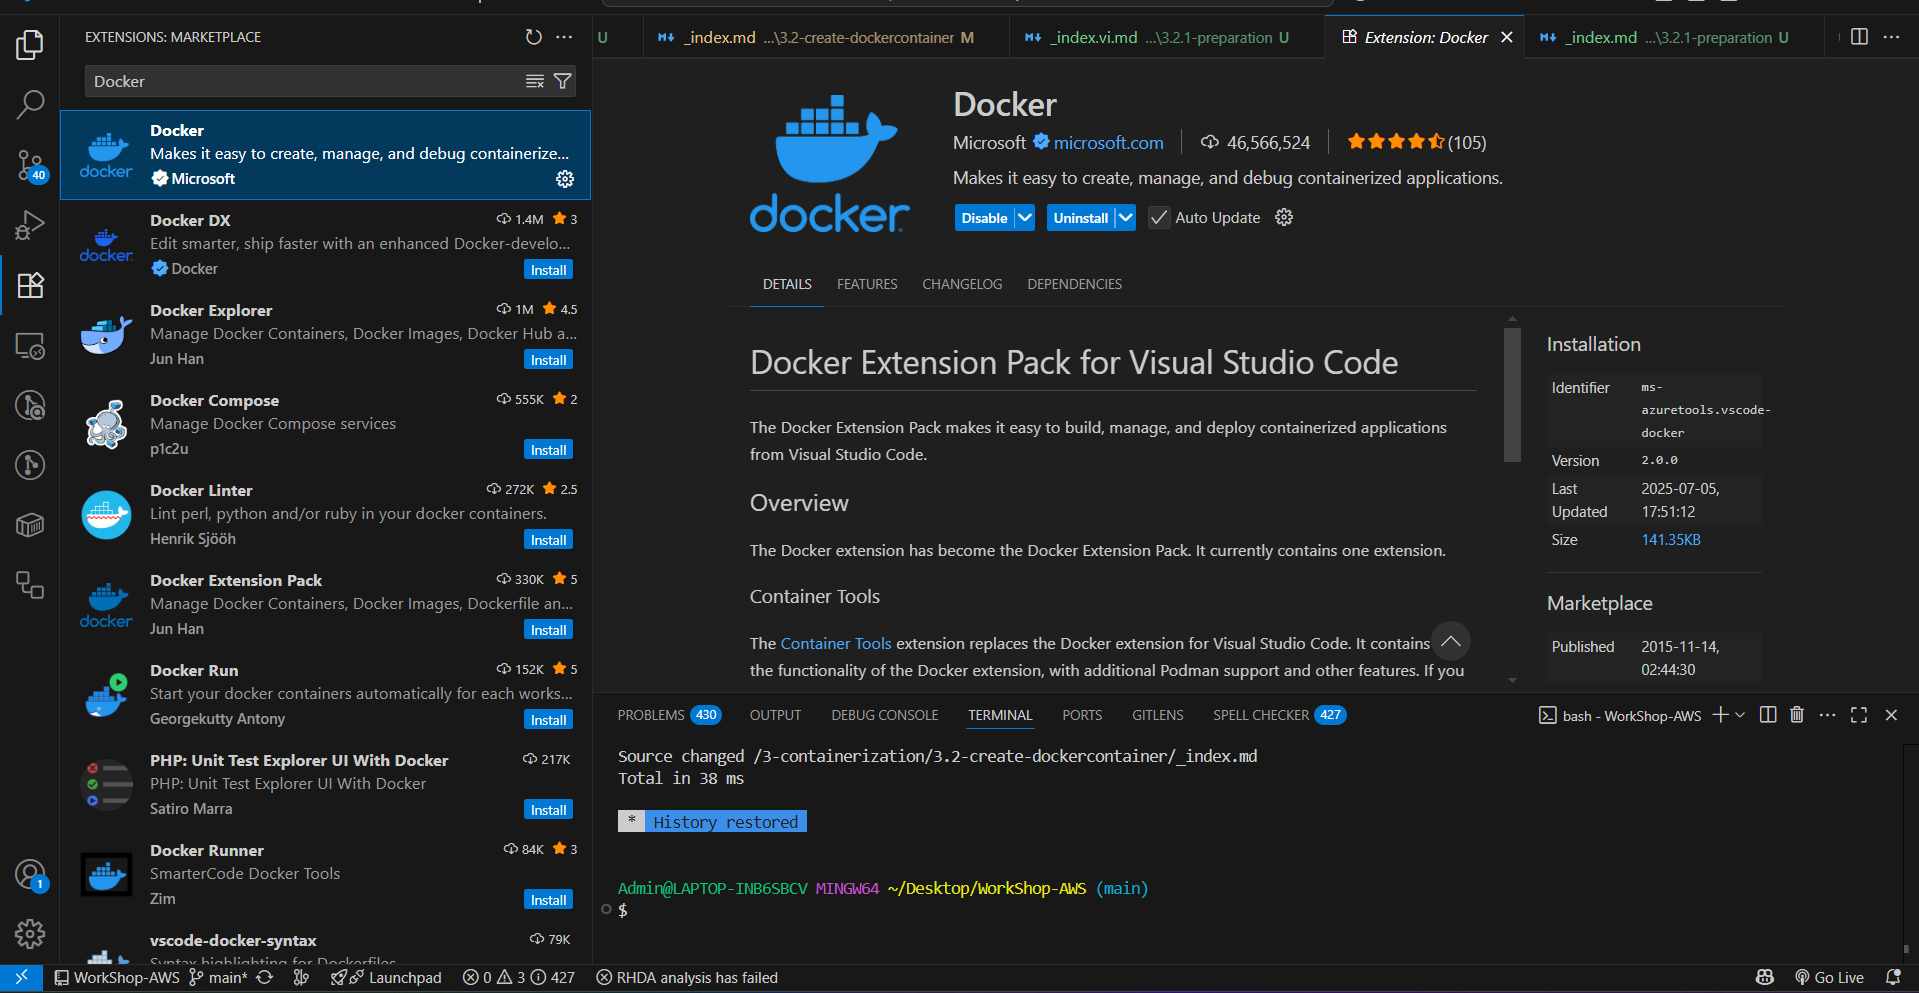 EXTENSIONS: MARKETPLACE
Docker
40
1
Docker
Makes it easy to create, manage, and debug containerize...
Microsoft
docker
Docker DX
1.4M 3
Edit smarter, ship faster with an enhanced Docker-develo...
Docker
Install
docker
Docker Explorer
1M 4.5
Manage Docker Containers, Docker Images, Docker Hub a...
Jun Han
Install
Docker Compose
555K 2
Manage Docker Compose services
p1c2u
Install
Docker Linter
272K 2.5
Lint perl, python and/or ruby in your docker containers.
Henrik Sjööh
Install
Docker Extension Pack
330K 5
Manage Docker Containers, Docker Images, Dockerfile an...
Jun Han
Install
docker
Docker Run
152K 5
Start your docker containers automatically for each works...
Georgekutty Antony
Install
PHP: Unit Test Explorer UI With Docker
217K
PHP: Unit Test Explorer UI With Docker
Satiro Marra
Install
Docker Runner
84K 3
SmarterCode Docker Tools
Zim
Install
vscode-docker-syntax
79K
Syntax highlighting for Dockerfiles
U
_index.md ...\3.2-create-dockercontainer M
_index.vi.md ...\3.2.1-preparation U
Extension: Docker
_index.md ...\3.2.1-preparation U
docker
Docker
Microsoft microsoft.com 46,566,524 (105)
Makes it easy to create, manage, and debug containerized applications.
Disable Uninstall Auto Update
DETAILS FEATURES CHANGELOG DEPENDENCIES
Docker Extension Pack for Visual Studio Code
The Docker Extension Pack makes it easy to build, manage, and deploy containerized applications
from Visual Studio Code.
Overview
The Docker extension has become the Docker Extension Pack. It currently contains one extension.
Container Tools
The Container Tools extension replaces the Docker extension for Visual Studio Code. It contains
the functionality of the Docker extension, with additional Podman support and other features. If you
Installation
Identifier ms-
azuretools.vscode-
docker
Version 2.0.0
Last 2025-07-05,
Updated 17:51:12
Size 141.35KB
Marketplace
Published 2015-11-14,
02:44:30
PROBLEMS 430 OUTPUT DEBUG CONSOLE TERMINAL PORTS GITLENS SPELL CHECKER 427
bash - WorkShop-AWS
Source changed /3-containerization/3.2-create-dockercontainer/_index.md
Total in 38 ms
* History restored
Admin@LAPTOP-INB6SBCV MINGW64 ~/Desktop/WorkShop-AWS (main)
$
WorkShop-AWS main* Launchpad 0 3 427 RHDA analysis has failed
Go Live